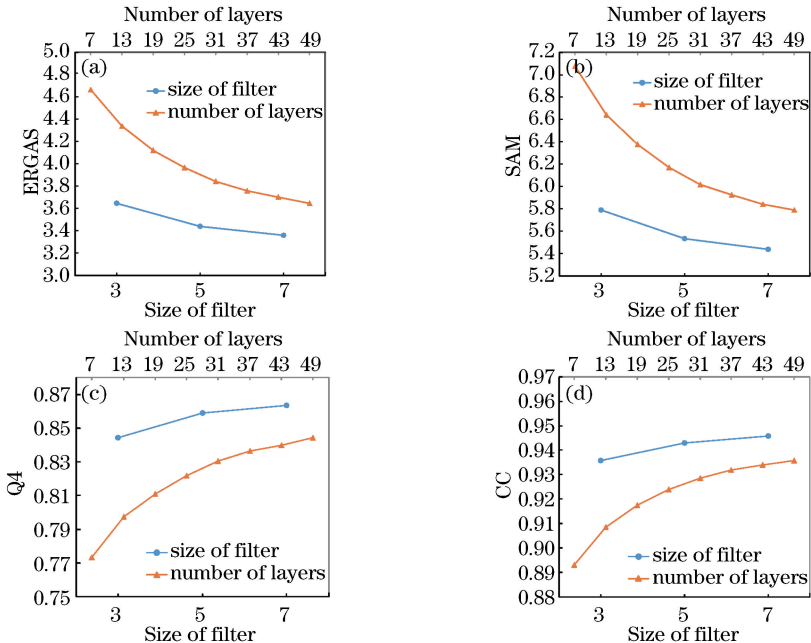 Number of layers
7 13 19 25 31 37 43 49
5.0
4.8
4.6
4.4
4.2
4.0
3.8
3.6
3.4
3.2
3.0
ERGAS
(a)
size of filter
number of layers
3 5 7
Size of filter
Number of layers
7 13 19 25 31 37 43 49
7.2
7.0
6.8
6.6
6.4
6.2
6.0
5.8
5.6
5.4
5.2
SAM
(b)
size of filter
number of layers
3 5 7
Size of filter
Number of layers
7 13 19 25 31 37 43 49
0.87
0.85
0.83
0.81
0.79
0.77
0.75
Q4
(c)
size of filter
number of layers
3 5 7
Size of filter
Number of layers
7 13 19 25 31 37 43 49
0.97
0.96
0.95
0.94
0.93
0.92
0.91
0.90
0.89
0.88
CC
(d)
size of filter
number of layers
3 5 7
Size of filter